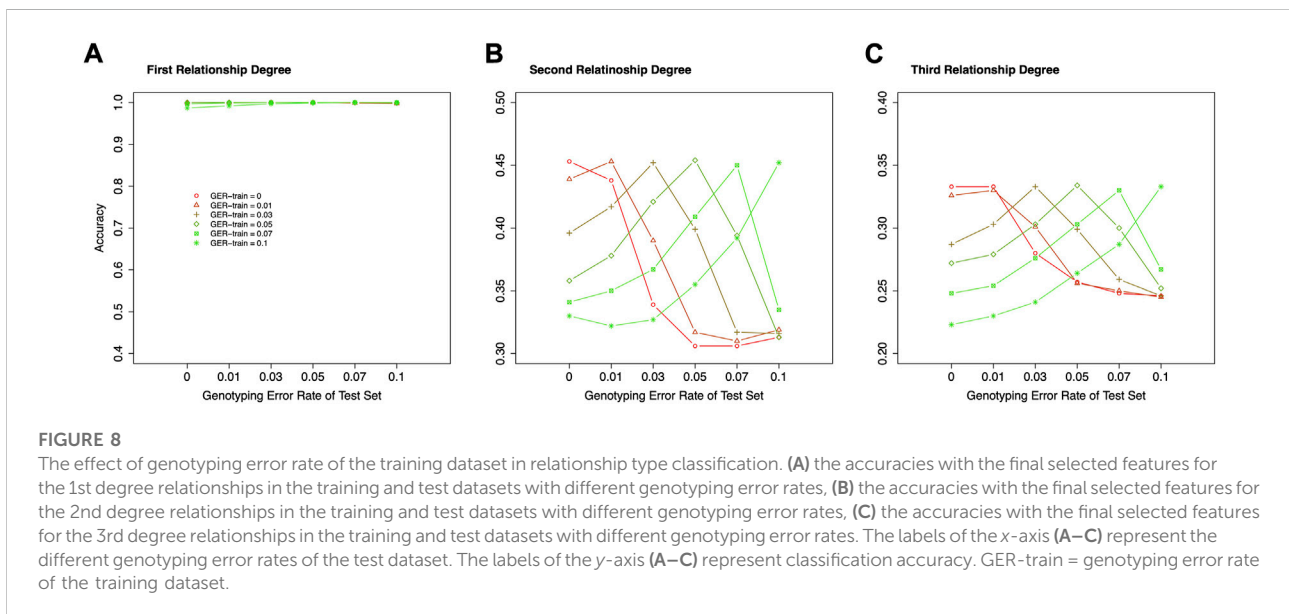 A
First Relationship Degree
1.0
0.9
0.8
0.7
0.6
0.5
0.4
Accuracy
GER-train = 0
GER-train = 0.01
GER-train = 0.03
GER-train = 0.05
GER-train = 0.07
GER-train = 0.1
0 0.01 0.03 0.05 0.07 0.1
Genotyping Error Rate of Test Set
B
Second Relatinoship Degree
0.50
0.45
0.40
0.35
0.30
0 0.01 0.03 0.05 0.07 0.1
Genotyping Error Rate of Test Set
C
Third Relationship Degree
0.40
0.35
0.30
0.25
0.20
0 0.01 0.03 0.05 0.07 0.1
Genotyping Error Rate of Test Set
FIGURE 8
The effect of genotyping error rate of the training dataset in relationship type classification. (A) the accuracies with the final selected features for
the 1st degree relationships in the training and test datasets with different genotyping error rates, (B) the accuracies with the final selected features for
the 2nd degree relationships in the training and test datasets with different genotyping error rates, (C) the accuracies with the final selected features
for the 3rd degree relationships in the training and test datasets with different genotyping error rates. The labels of the x-axis (A–C) represent the
different genotyping error rates of the test dataset. The labels of the y-axis (A–C) represent classification accuracy. GER-train = genotyping error rate
of the training dataset.